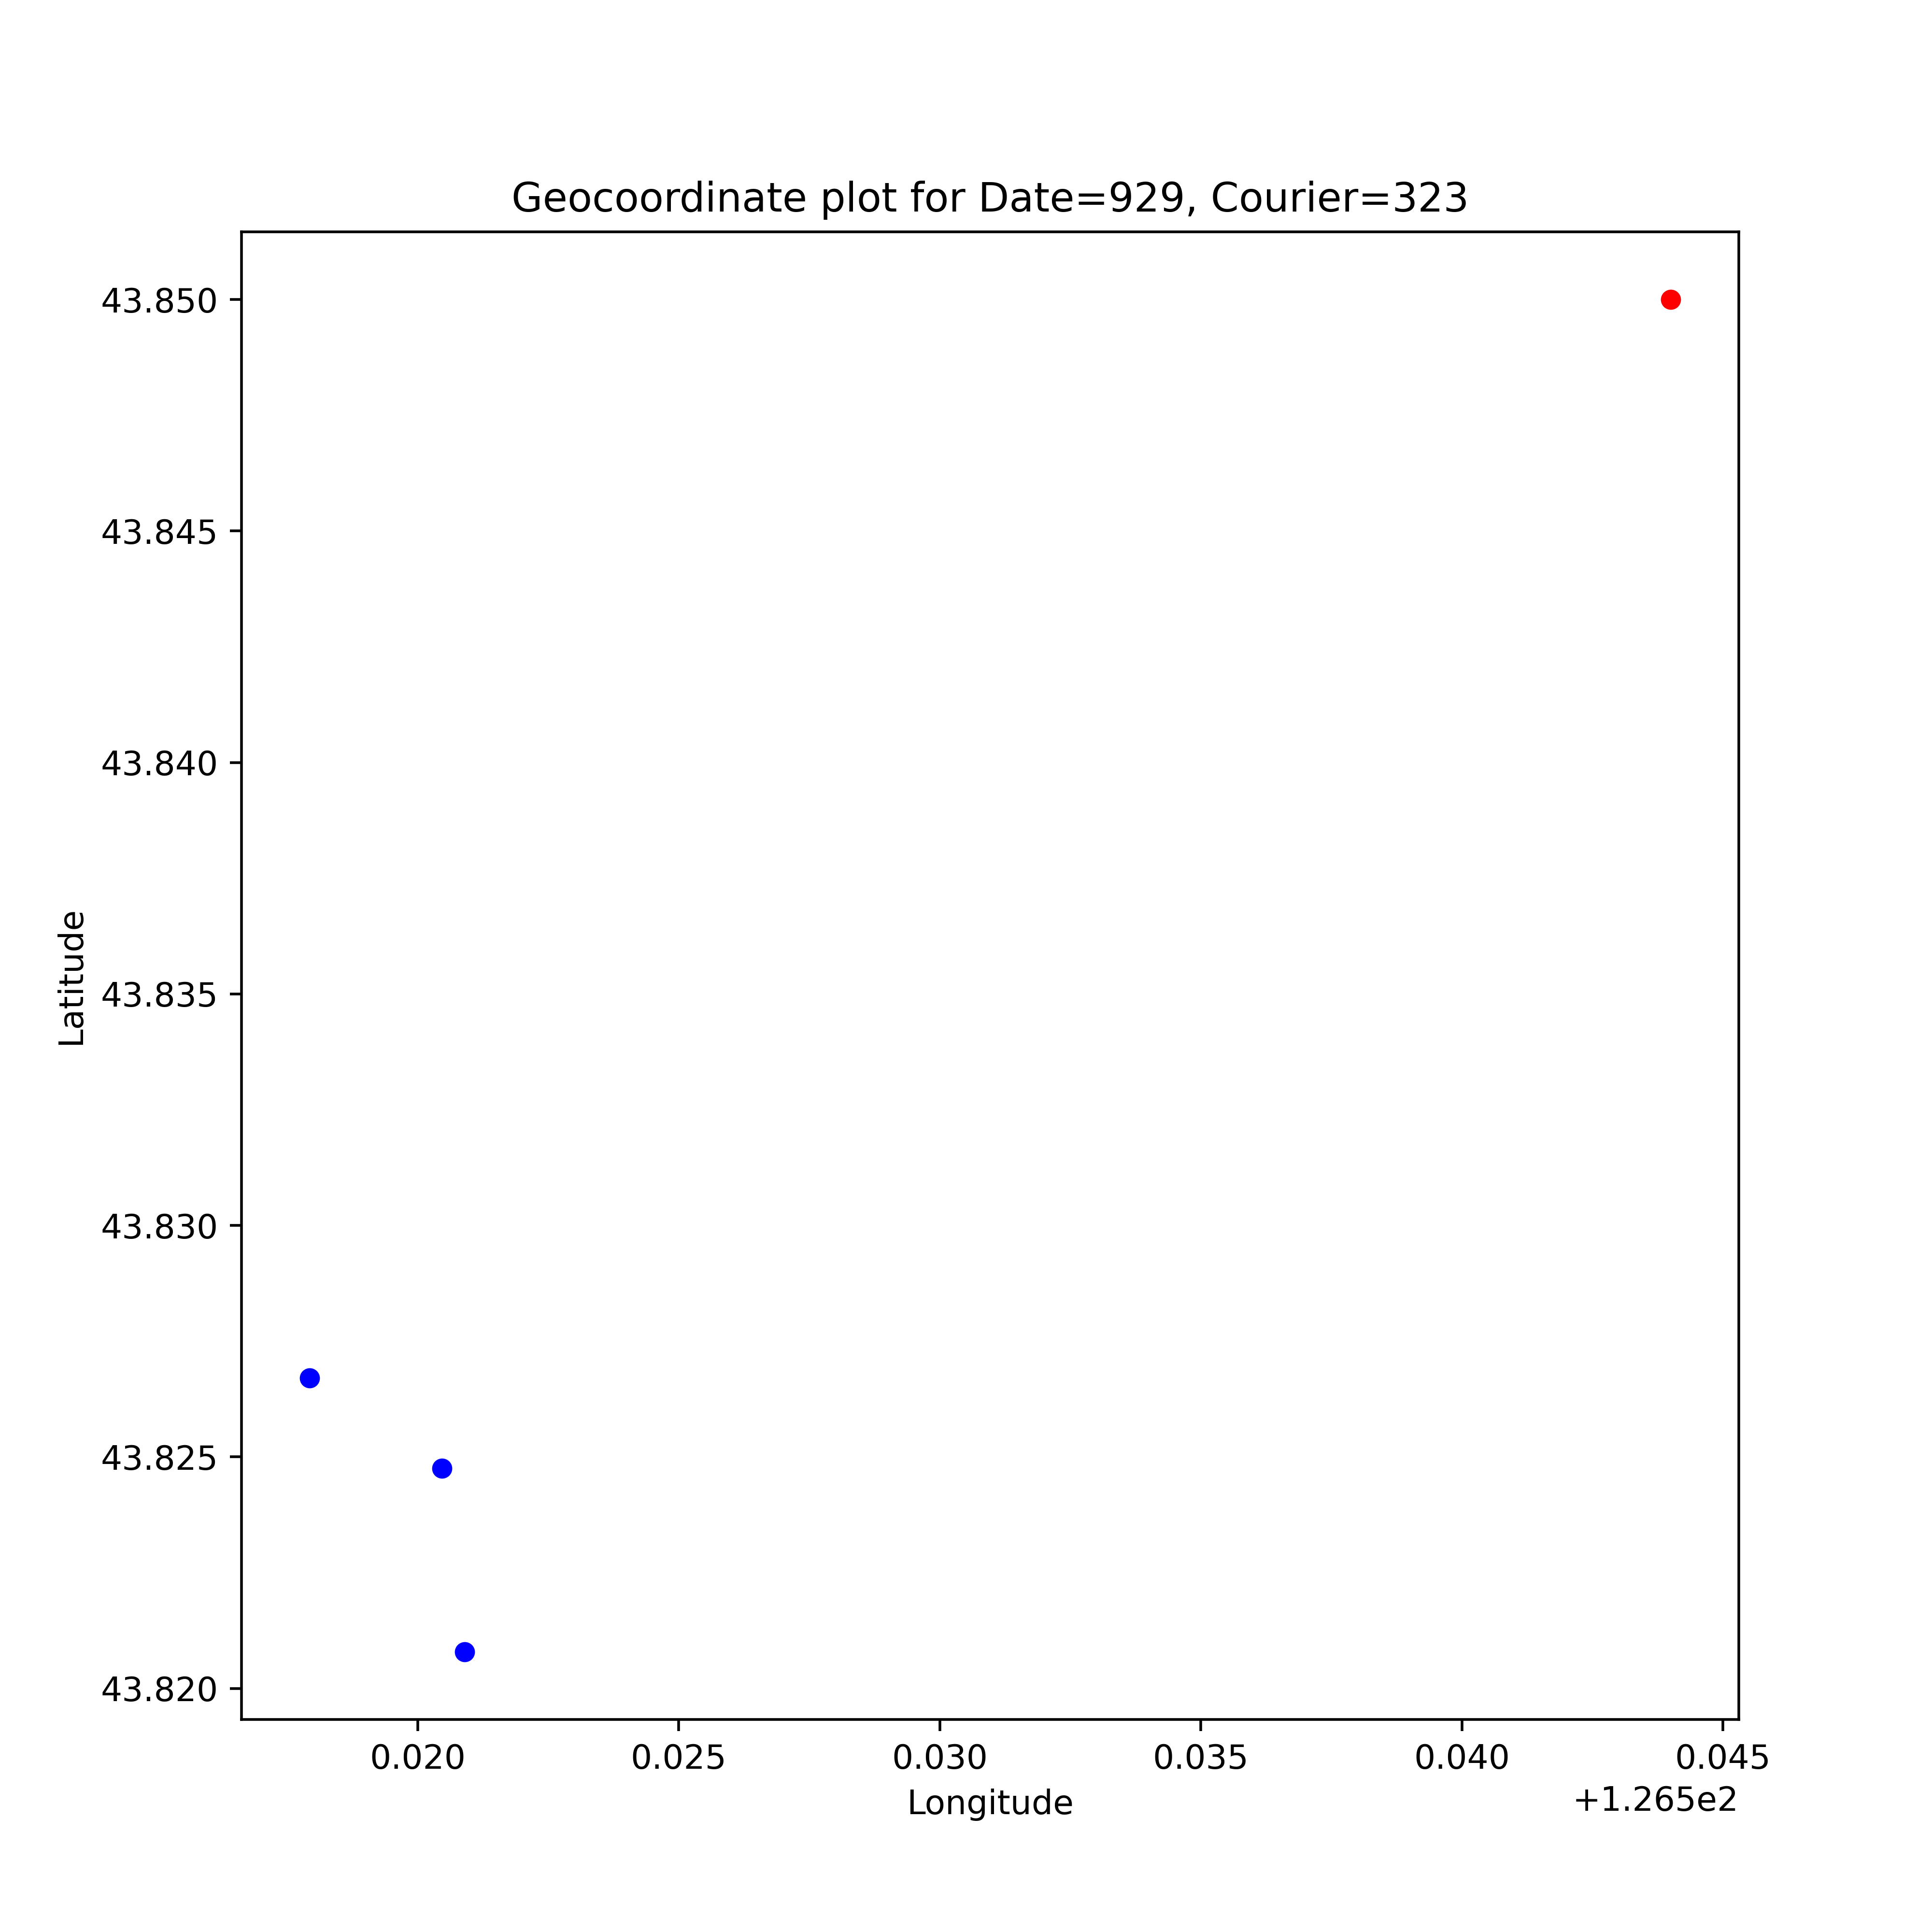 Geocoordinate plot for Date=929, Courier=323
43.850
43.845
43.840
43.835
43.830
43.825
43.820
Latitude
0.020 0.025 0.030 0.035 0.040 0.045
+1.265e2
Longitude